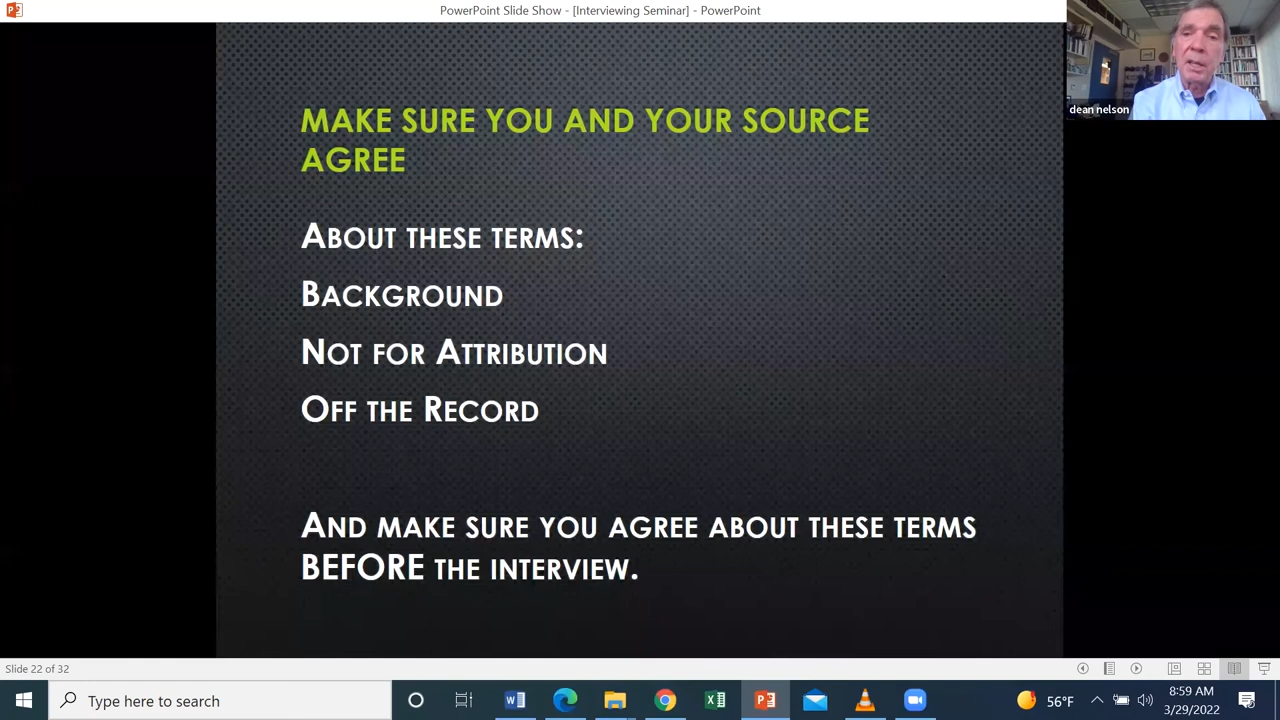 PowerPoint Slide Show - [Interviewing Seminar] - PowerPoint
dean nelson
MAKE SURE YOU AND YOUR SOURCE
AGREE
ABOUT THESE TERMS:
BACKGROUND
NOT FOR ATTRIBUTION
OFF THE RECORD
AND MAKE SURE YOU AGREE ABOUT THESE TERMS
BEFORE THE INTERVIEW.
Slide 22 of 32
Type here to search
56°F
8:59 AM
3/29/2022